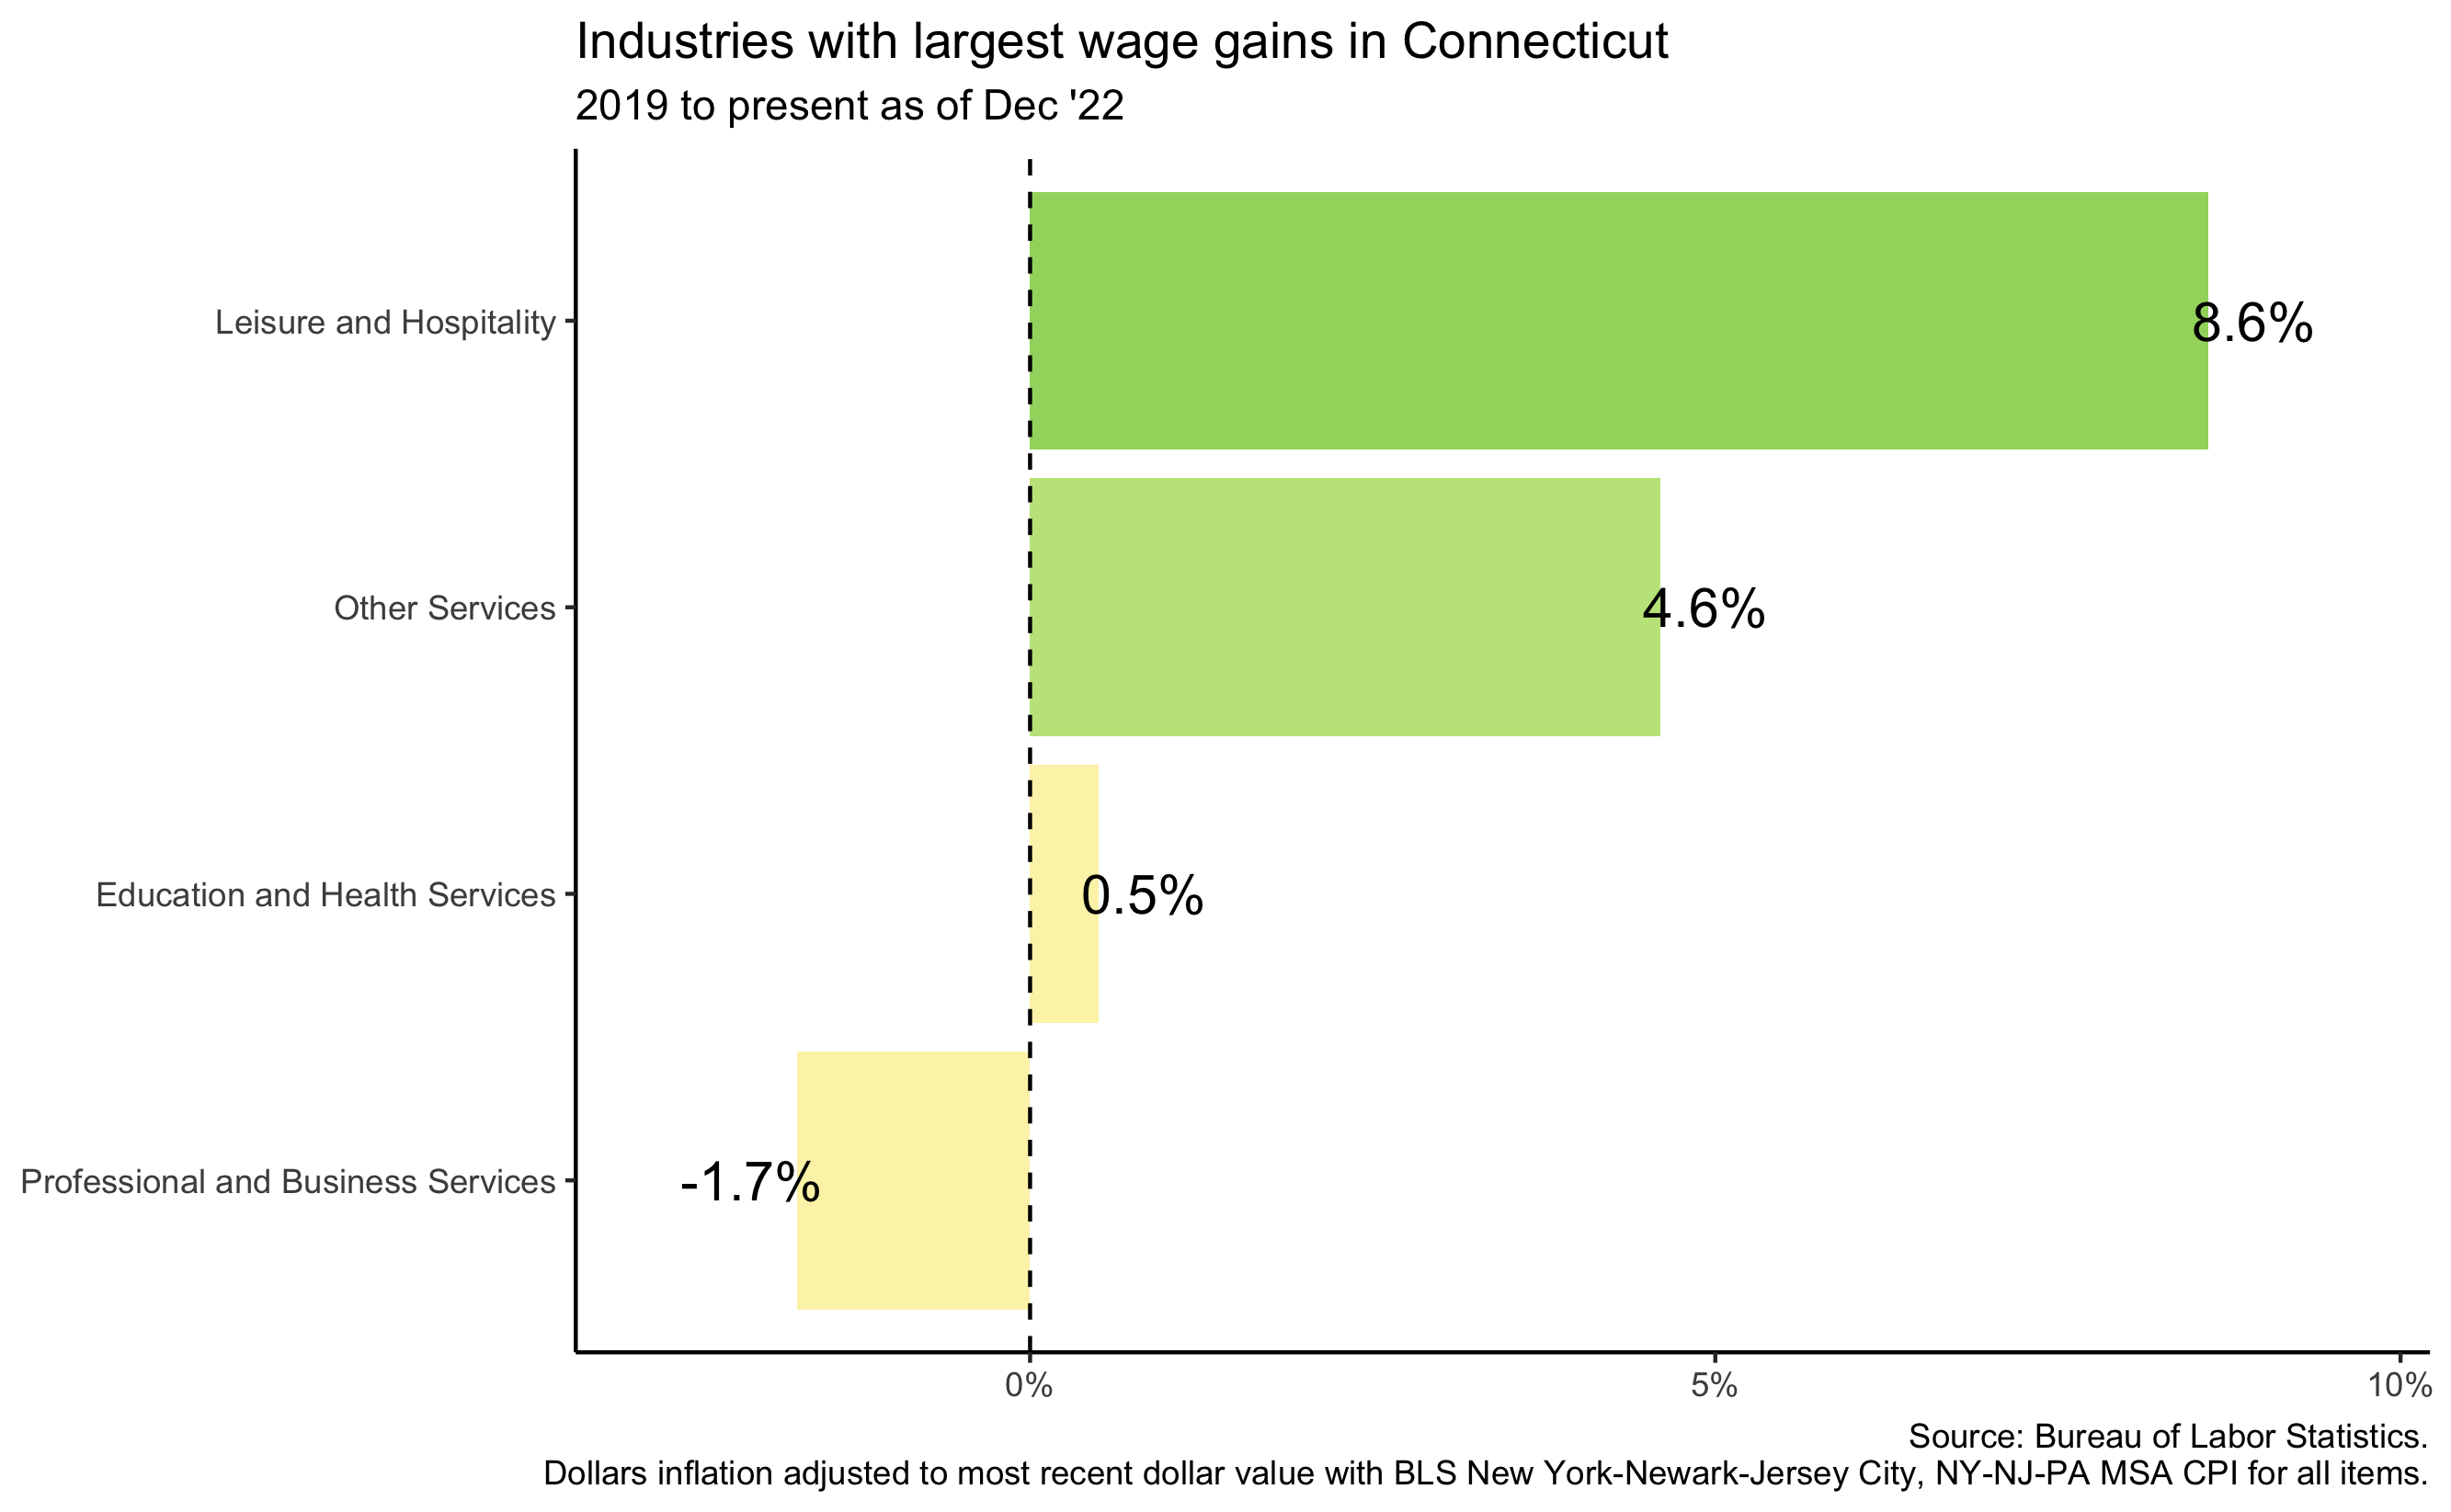 Industries with largest wage gains in Connecticut
2019 to present as of Dec '22
Leisure and Hospitality
8.6%
Other Services
4.6%
Education and Health Services
0.5%
Professional and Business Services
-1.7%
0%
5%
10%
Source: Bureau of Labor Statistics.
Dollars inflation adjusted to most recent dollar value with BLS New York-Newark-Jersey City, NY-NJ-PA MSA CPI for all items.